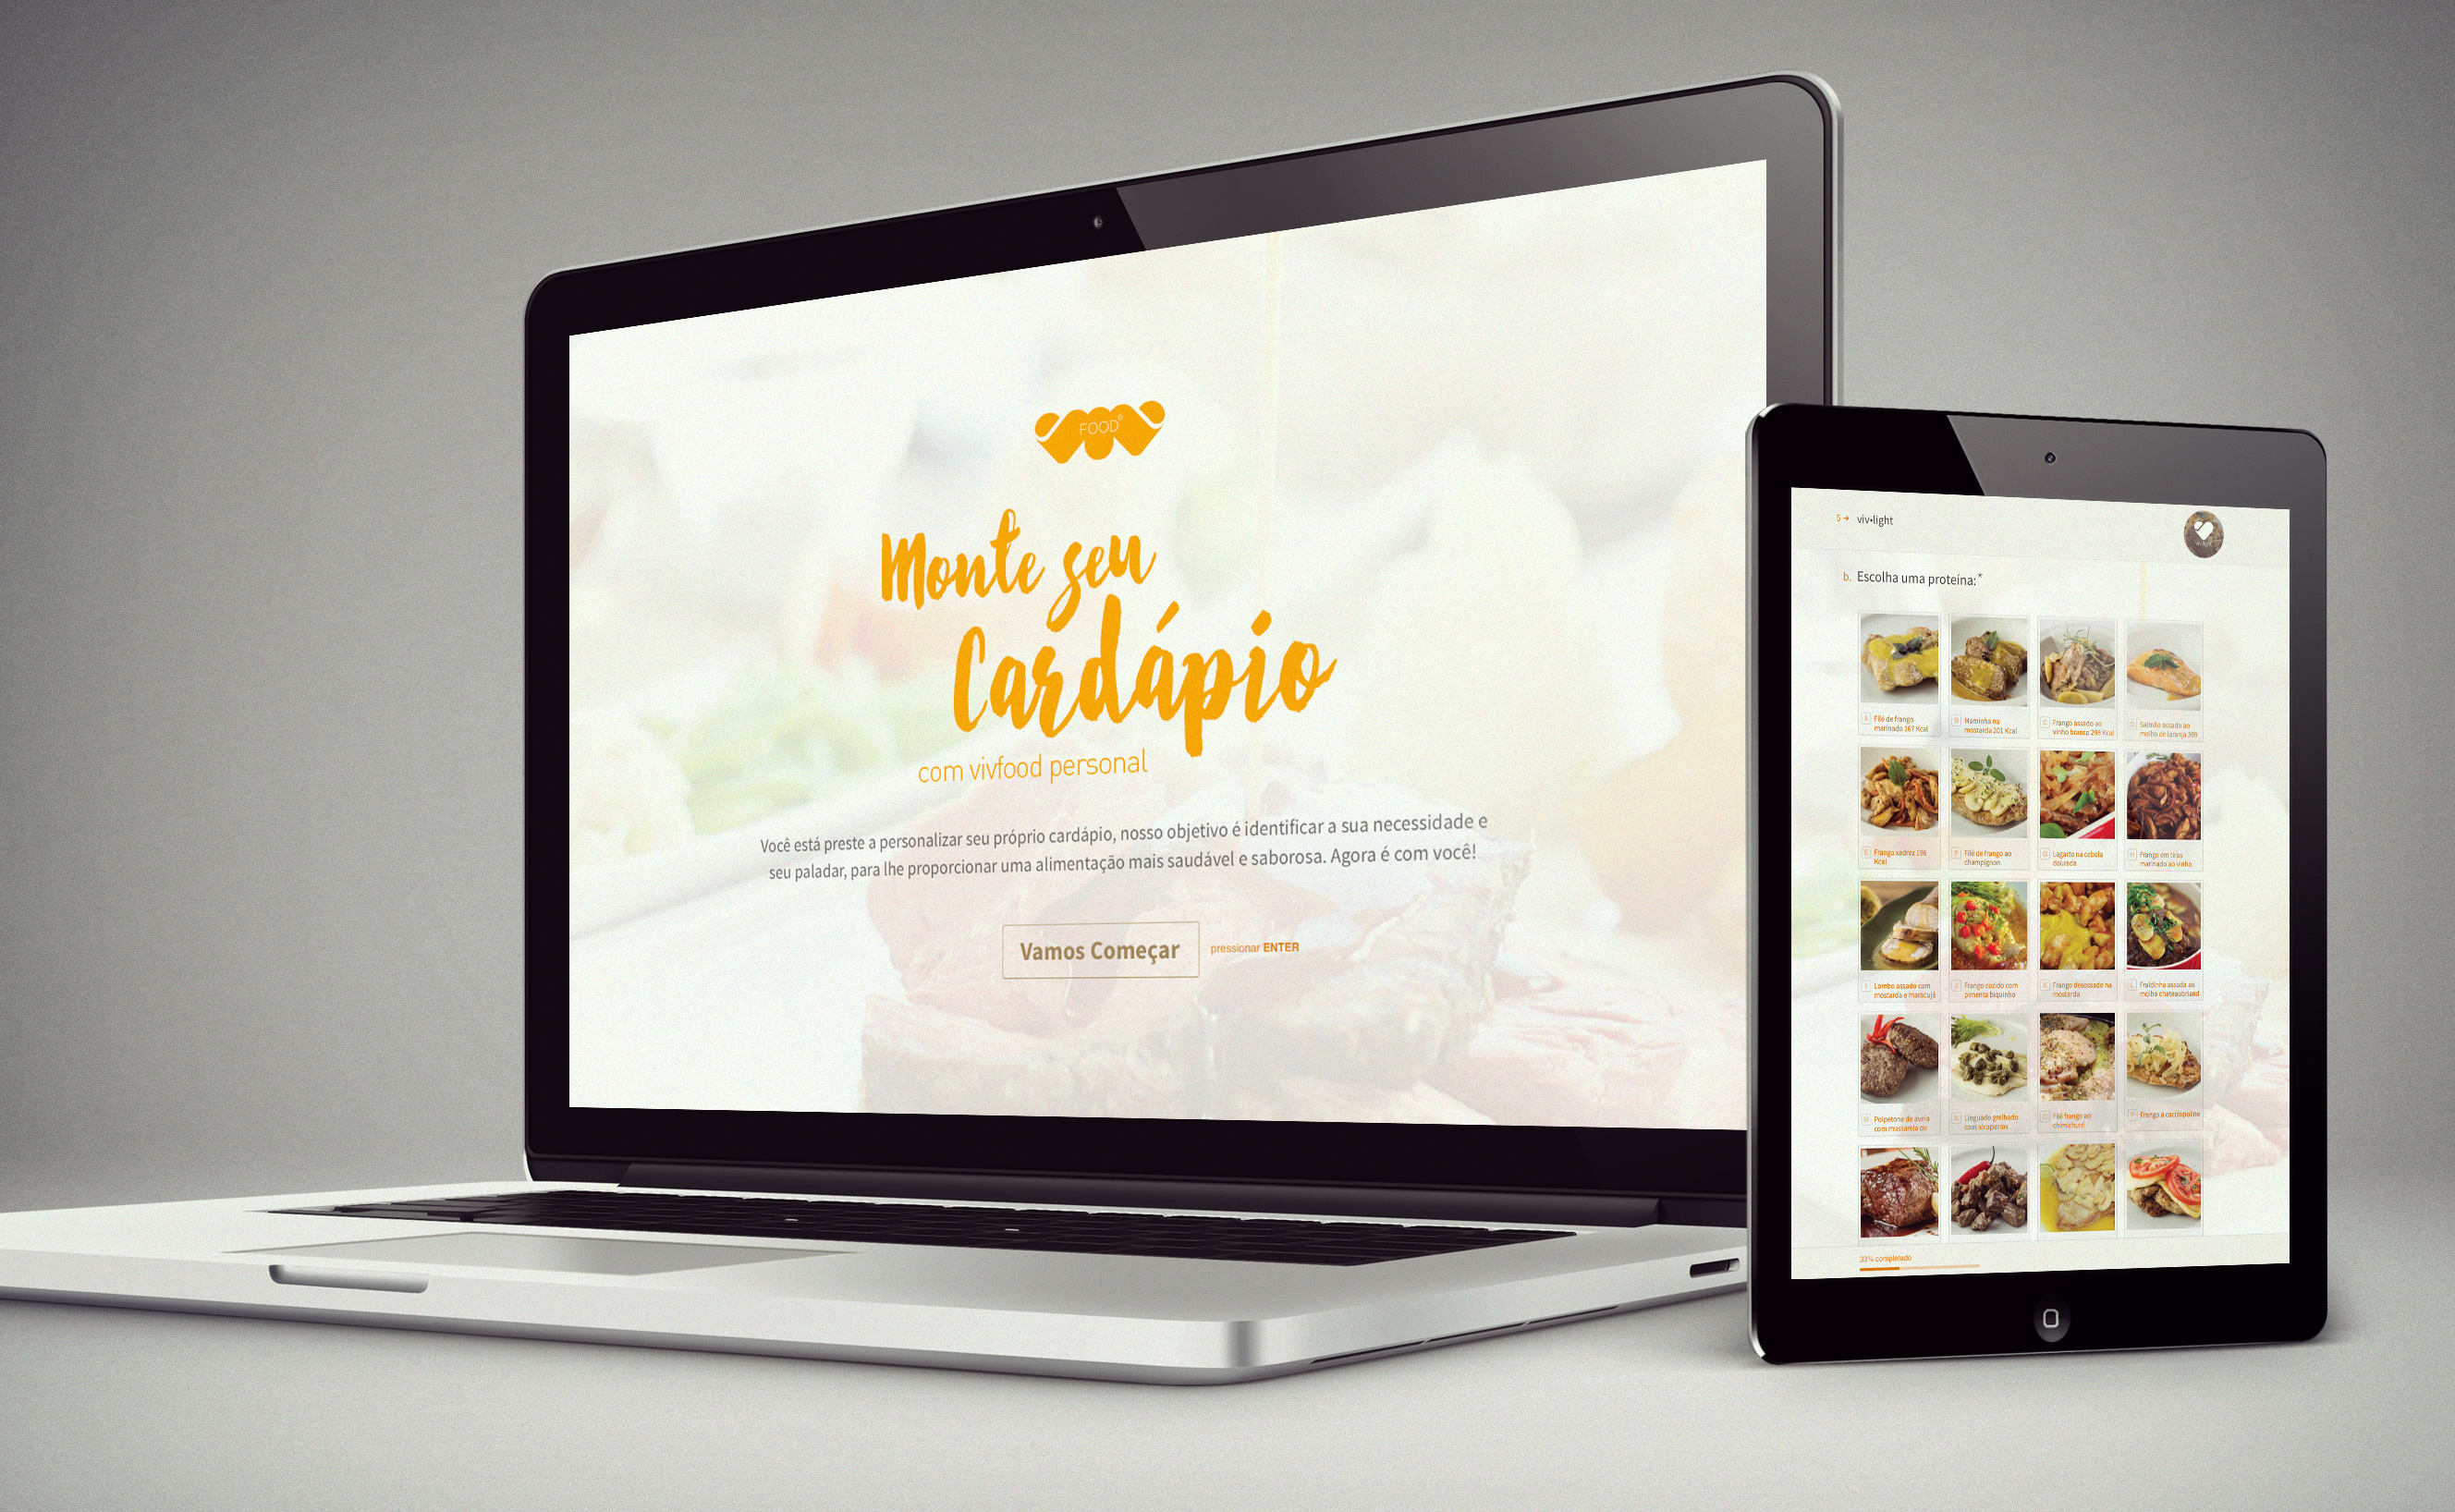 FOOD®
Monte seu
Cardápio
com vivfood personal
Você está preste a personalizar seu próprio cardápio, nosso objetivo é identificar a sua necessidade e
seu paladar, para lhe proporcionar uma alimentação mais saudável e saborosa. Agora é com você!
Vamos Começar
pressionar ENTER
5 → viv•light
b. Escolha uma proteína:*
A Filé de frango
marinado 167 Kcal
B Maminha na
mostarda 201 Kcal
C Frango assado ao
vinho branco 298 Kcal
D Salmão assado ao
molho de laranja 309
E Frango xadrez 196
Kcal
F Filé de frango ao
champignon
G Lagarto na cebola
dourada
H Frango em tiras
marinado ao vinho
I Lombo assado com
mostarda e maracujá
J Frango cozido com
pimenta biquinho
K Frango desossado na
mostarda
L Fraldinha assada ao
molho chateaubriand
M Polpetone de aveia
com mussarela de
N Linguado grelhado
com alcaparras
O Filé frango ao
chimichurri
P Frango a
33% completado